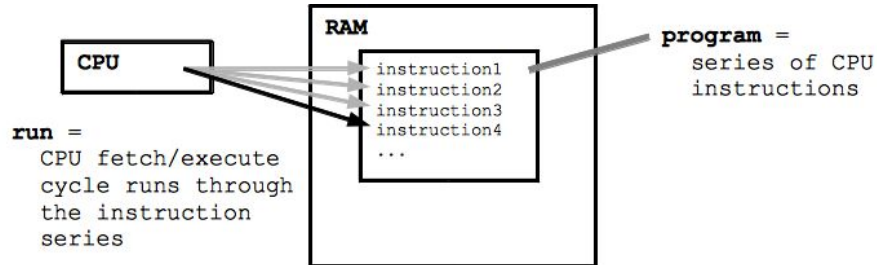 CPU
run =
CPU fetch/execute
cycle runs through
the instruction
series
RAM
instruction1
instruction2
instruction3
instruction4
...
program =
series of CPU
instructions